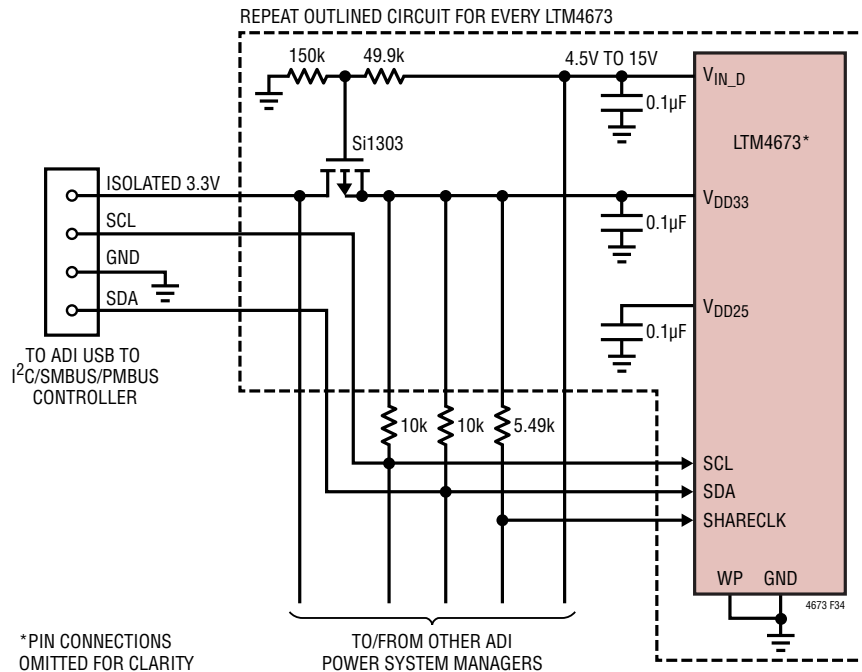 REPEAT OUTLINED CIRCUIT FOR EVERY LTM4673
150k
49.9k
4.5V TO 15V
VIN_D
0.1µF
LTM4673*
Si1303
ISOLATED 3.3V
VDD33
SCL
0.1µF
GND
SDA
VDD25
0.1µF
TO ADI USB TO
I2C/SMBUS/PMBUS
CONTROLLER
10k
10k
5.49k
SCL
SDA
SHARECLK
WP
GND
4673 F34
*PIN CONNECTIONS
OMITTED FOR CLARITY
TO/FROM OTHER ADI
POWER SYSTEM MANAGERS